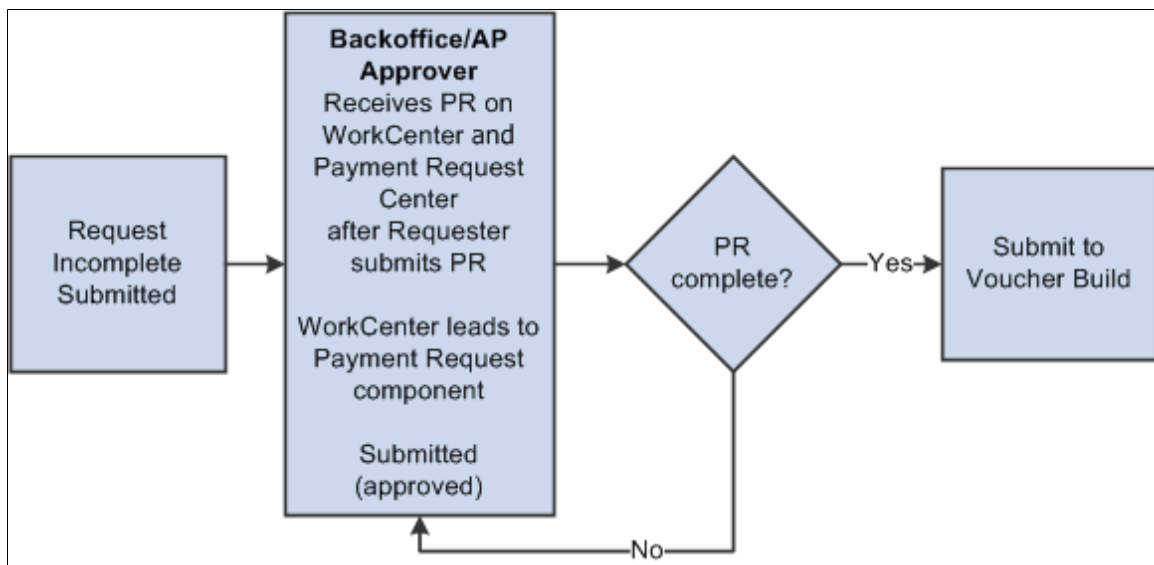 Request
Incomplete
Submitted
Backoffice/AP
Approver
Receives PR on
WorkCenter and
Payment Request
Center
after Requester
submits PR
WorkCenter leads to
Payment Request
component
Submitted
(approved)
PR
complete?
Yes
No
Submit to
Voucher Build